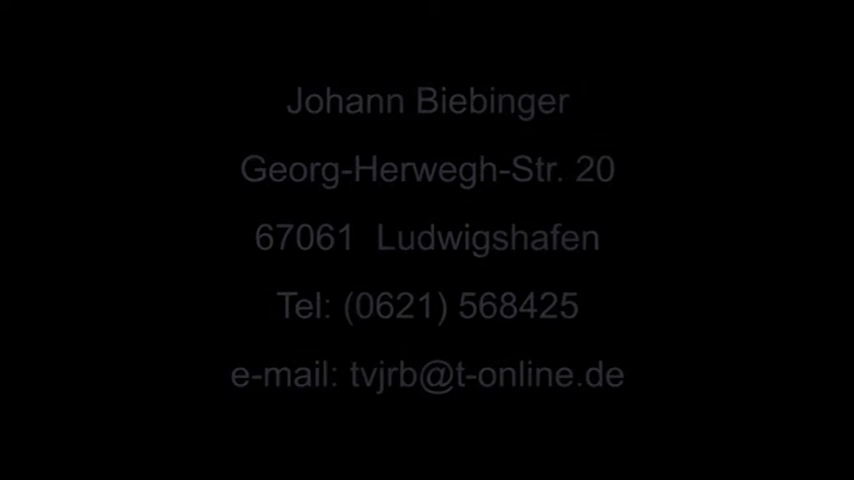 Johann Biebinger
Georg-Herwegh-Str. 20
67061  Ludwigshafen
Tel: (0621) 568425
e-mail: tvjrb@t-online.de